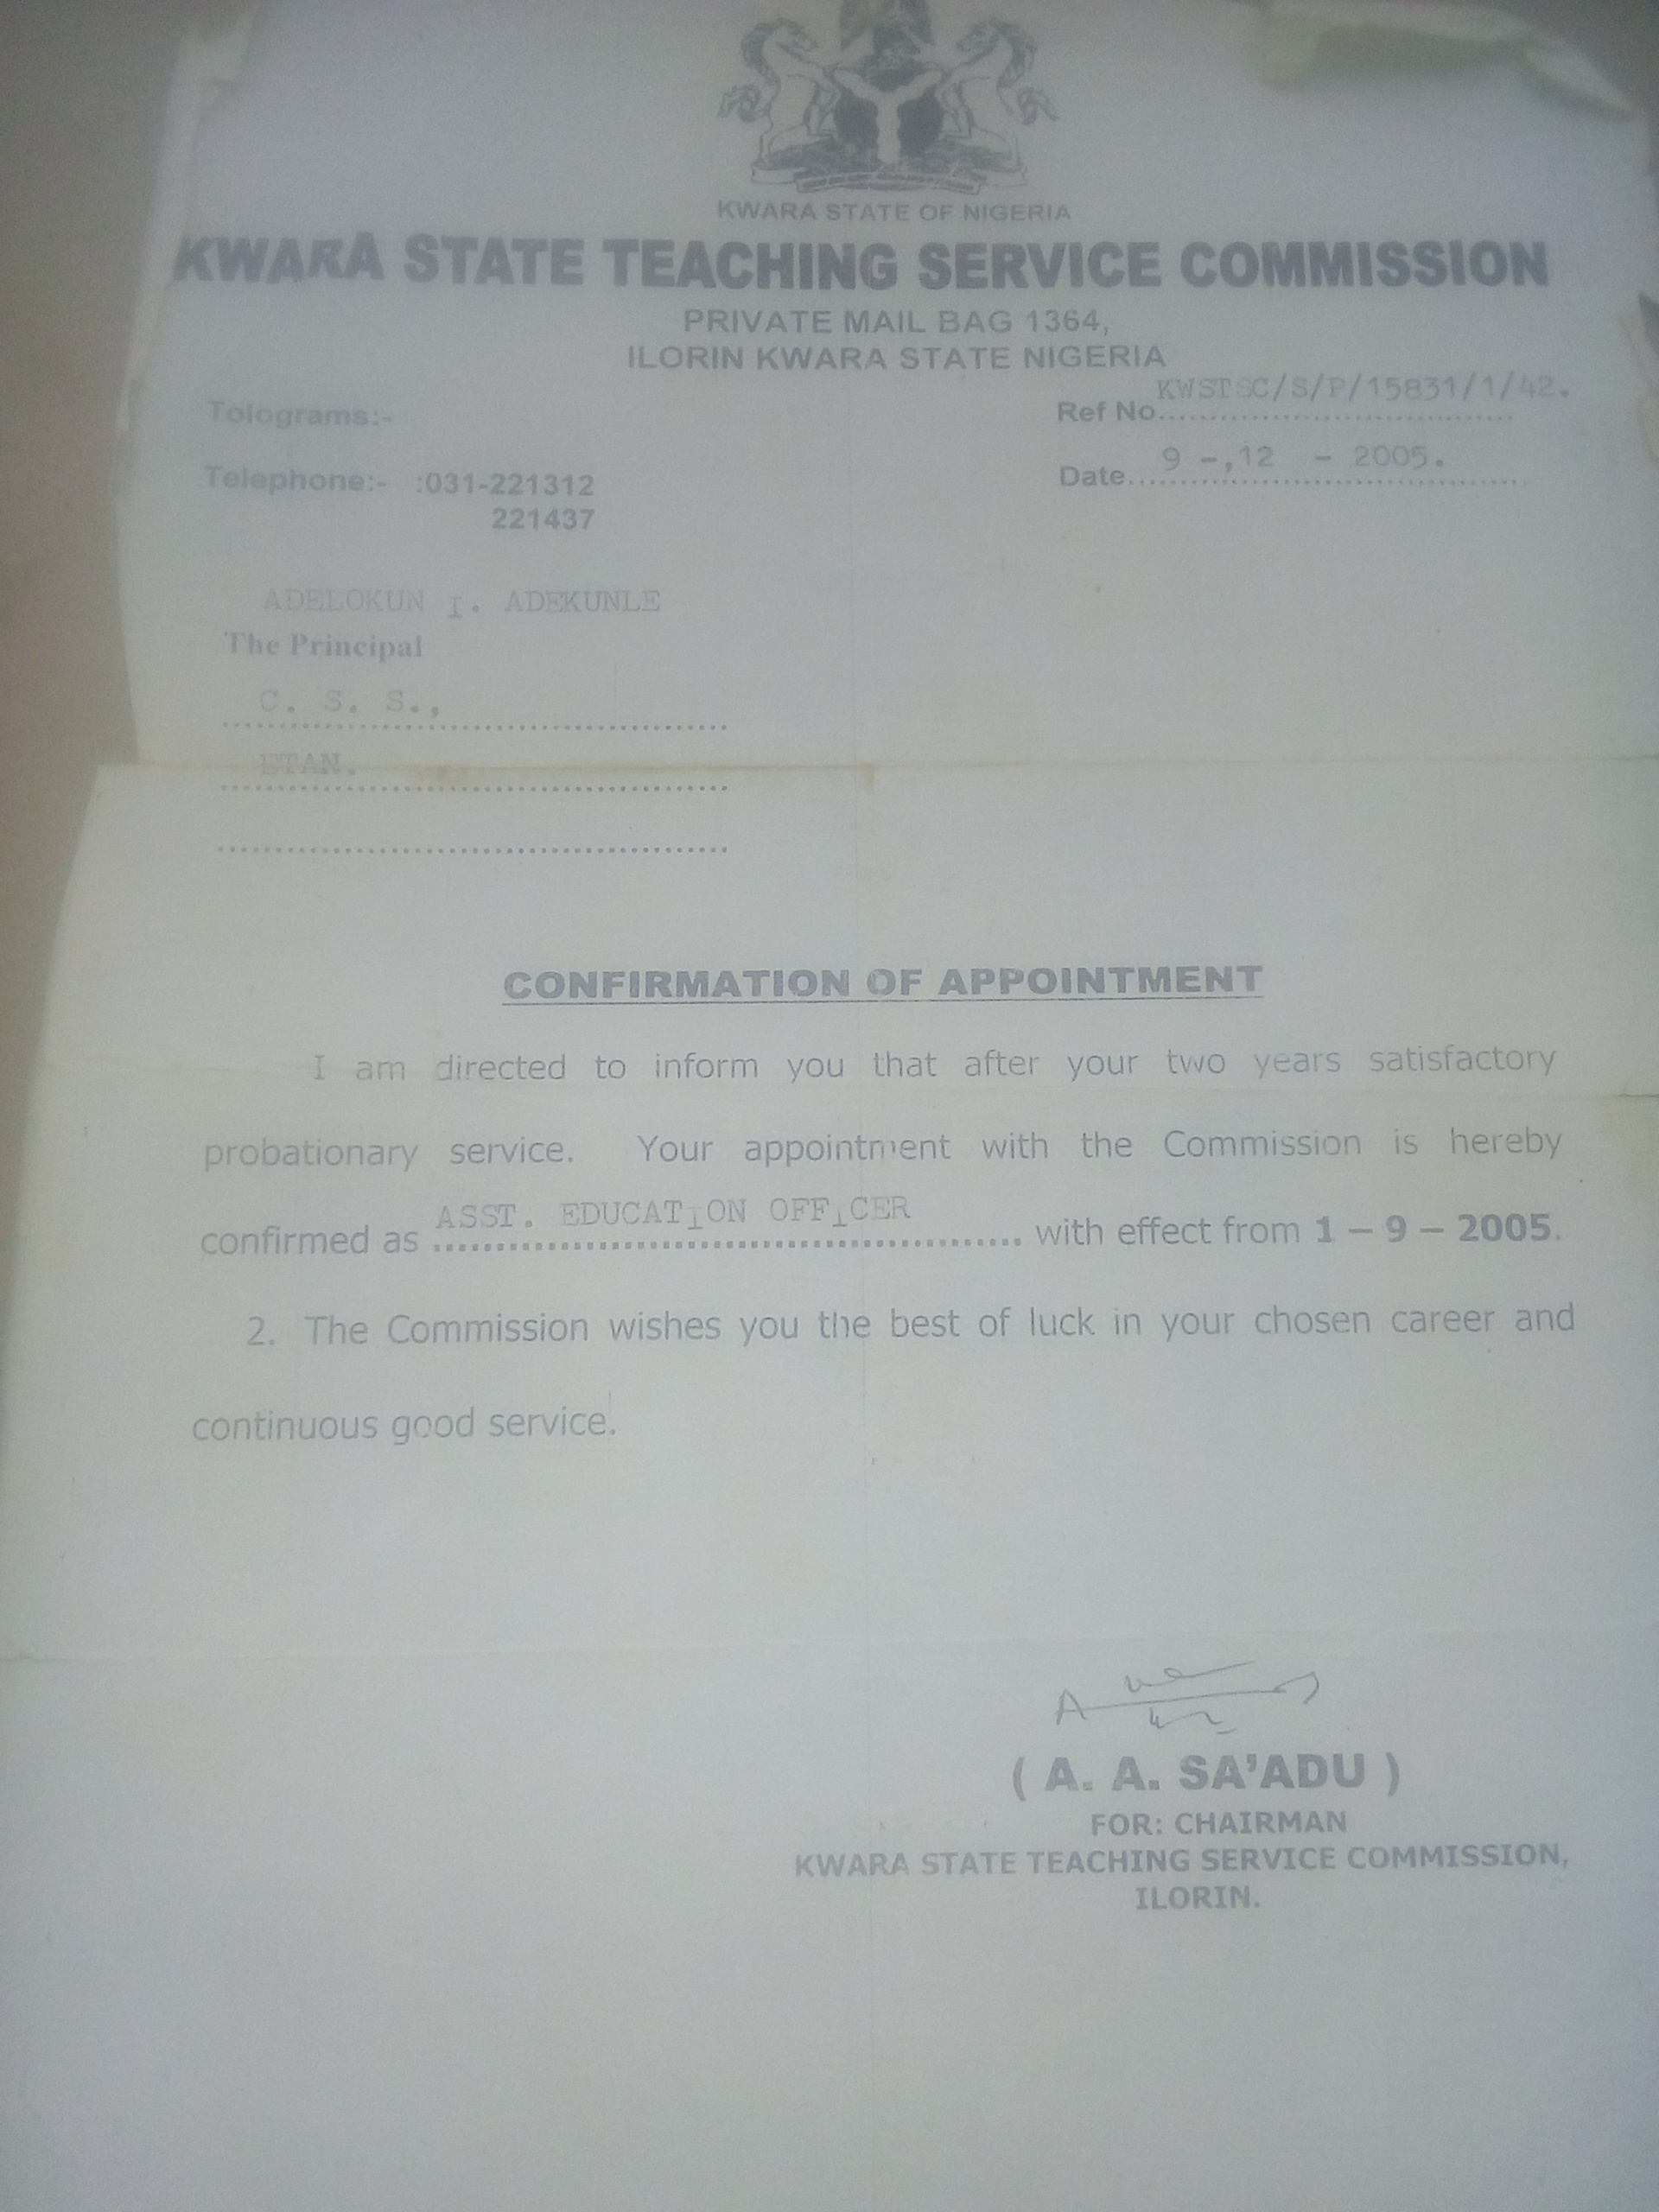 KWARA STATE OF NIGERIA
KWARA STATE TEACHING SERVICE COMMISSION
PRIVATE MAIL BAG 1364,
ILORIN KWARA STATE NIGERIA
Tolograms:-
Ref No. KWSTSC/S/P/15831/1/42.
Date 9 -,12 - 2005.
Telephone:- :031-221312
221437
ADELOKUN I. ADEKUNLE
The Principal
C. S. S.,
ETAN.
CONFIRMATION OF APPOINTMENT
I am directed to inform you that after your two years satisfactory
probationary service. Your appointment with the Commission is hereby
confirmed as ASST. EDUCATION OFFICER with effect from 1 – 9 – 2005.
2. The Commission wishes you the best of luck in your chosen career and
continuous good service.
( A. A. SA’ADU )
FOR: CHAIRMAN
KWARA STATE TEACHING SERVICE COMMISSION,
ILORIN.